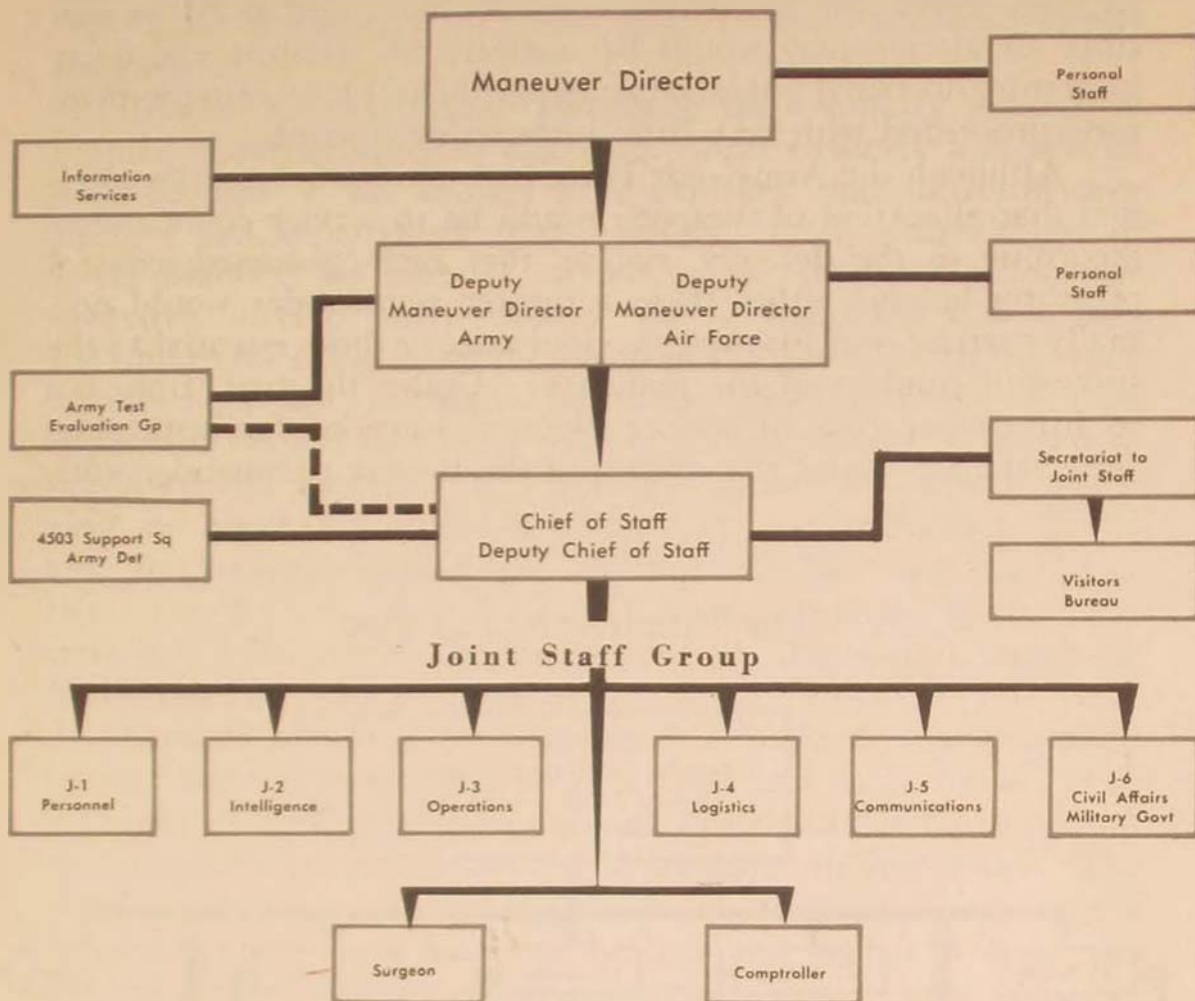 Maneuver Director
Personal
Staff
Information
Services
Deputy
Maneuver Director
Army
Deputy
Maneuver Director
Air Force
Personal
Staff
Army Test
Evaluation Gp
Secretariat to
Joint Staff
4503 Support Sq
Army Det
Chief of Staff
Deputy Chief of Staff
Visitors
Bureau
Joint Staff Group
J-1
Personnel
J-2
Intelligence
J-3
Operations
J-4
Logistics
J-5
Communications
J-6
Civil Affairs
Military Govt
Surgeon
Comptroller